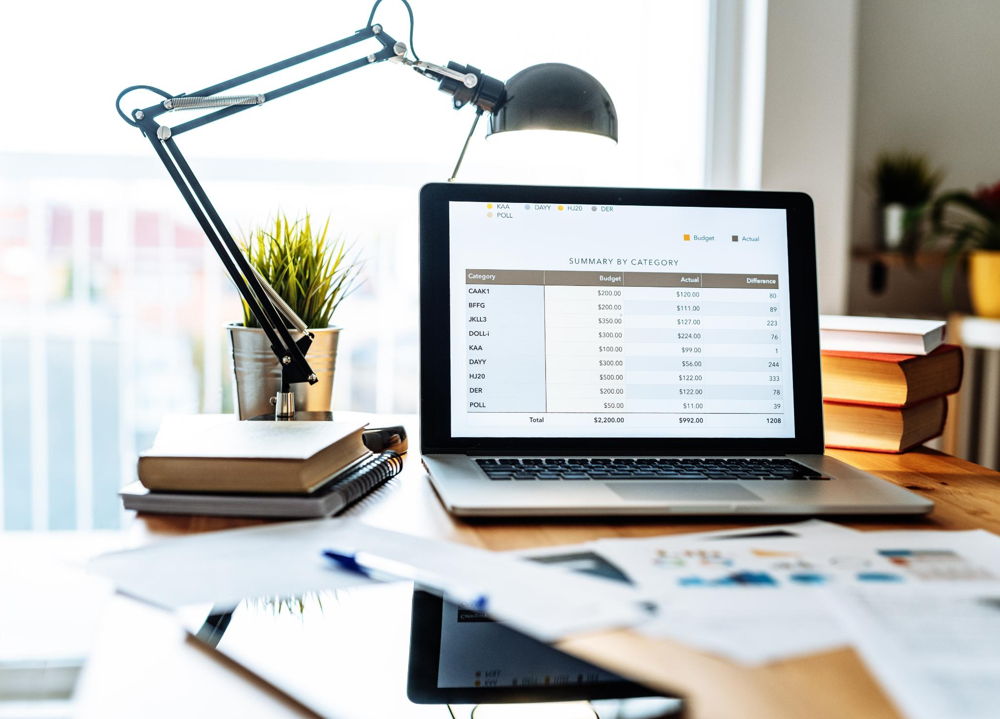 KAA DAYY HJ20 DER
POLL
Budget Actual
SUMMARY BY CATEGORY
Category Budget Actual Difference
CAAK1 $200.00 $120.00 80
BFFG $200.00 $111.00 89
JKLL3 $350.00 $127.00 223
DOLL-i $300.00 $224.00 76
KAA $100.00 $99.00 1
DAYY $300.00 $56.00 244
HJ20 $500.00 $122.00 333
DER $200.00 $122.00 78
POLL $50.00 $11.00 39
Total $2,200.00 $992.00 1208
Category
POLL
KAA